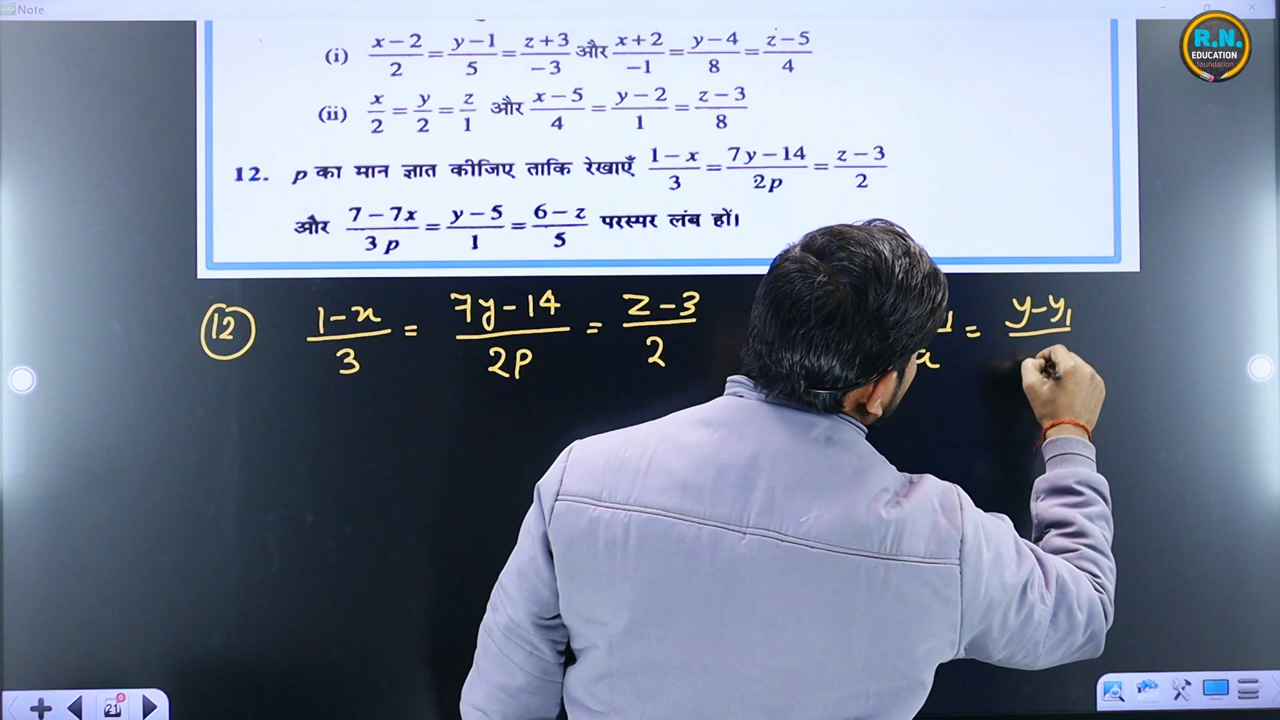 Note
R.N.
EDUCATION
foundation
(i) (x-2)/2 = (y-1)/5 = (z+3)/-3 और (x+2)/-1 = (y-4)/8 = (z-5)/4
(ii) x/2 = y/2 = z/1 और (x-5)/4 = (y-2)/1 = (z-3)/8
12. p का मान ज्ञात कीजिए ताकि रेखाएँ (1-x)/3 = (7y-14)/2p = (z-3)/2
और (7-7x)/3p = (y-5)/1 = (6-z)/5 परस्पर लंब हों।
12 (1-x)/3 = (7y-14)/2P = (z-3)/2 1/a = y-y₁
21